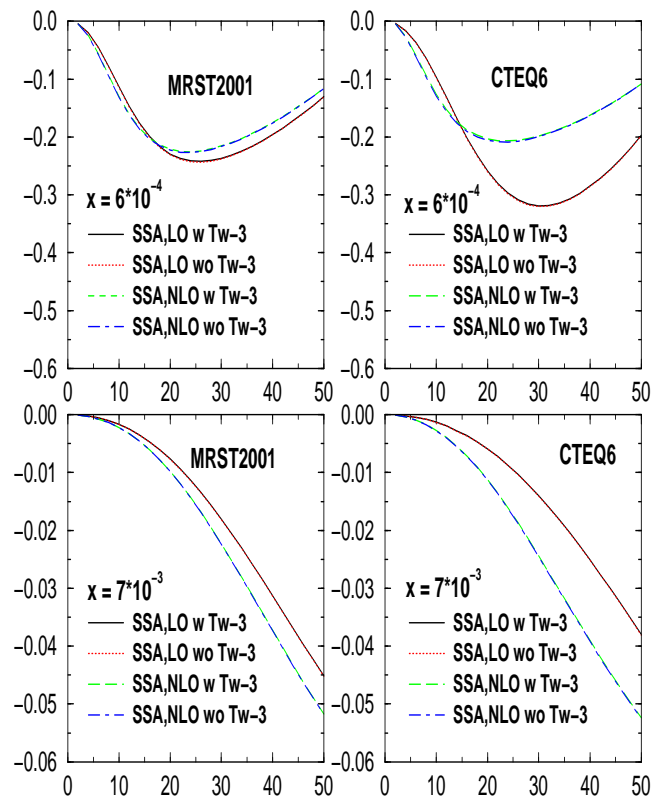 0.0
−0.1
−0.2
−0.3
−0.4
−0.5
−0.6
MRST2001
x = 6*10−4
SSA,LO w Tw−3
SSA,LO wo Tw−3
SSA,NLO w Tw−3
SSA,NLO wo Tw−3
0 10 20 30 40 50
0.0
−0.1
−0.2
−0.3
−0.4
−0.5
−0.6
CTEQ6
x = 6*10−4
SSA,LO w Tw−3
SSA,LO wo Tw−3
SSA,NLO w Tw−3
SSA,NLO wo Tw−3
0 10 20 30 40 50
0.00
−0.01
−0.02
−0.03
−0.04
−0.05
−0.06
MRST2001
x = 7*10−3
SSA,LO w Tw−3
SSA,LO wo Tw−3
SSA,NLO w Tw−3
SSA,NLO wo Tw−3
0 10 20 30 40 50
0.00
−0.01
−0.02
−0.03
−0.04
−0.05
−0.06
CTEQ6
x = 7*10−3
SSA,LO w Tw−3
SSA,LO wo Tw−3
SSA,NLO w Tw−3
SSA,NLO wo Tw−3
0 10 20 30 40 50